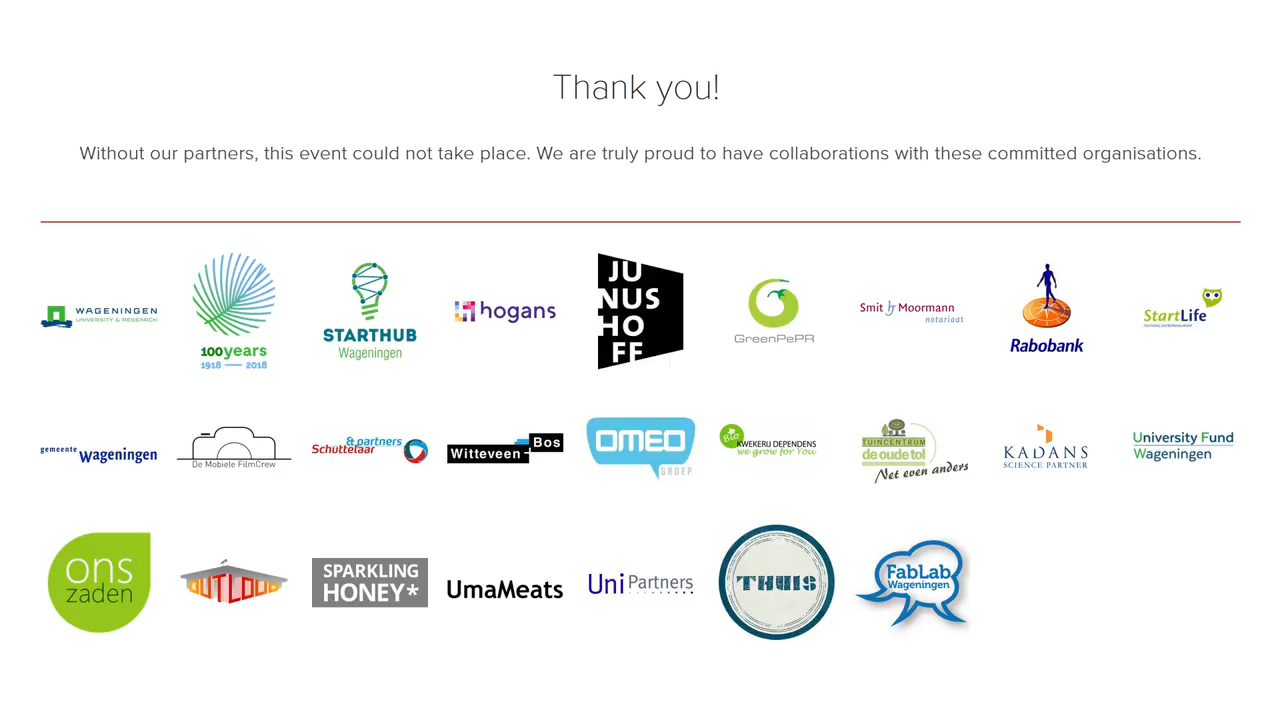 Thank you!
Without our partners, this event could not take place. We are truly proud to have collaborations with these committed organisations.
WAGENINGEN
UNIVERSITY & RESEARCH
100years
1918 — 2018
STARTHUB
Wageningen
hogans
JU
NUS
HO
FF
GreenPePR
Smit & Moormann
notariaat
Rabobank
StartLife
FOSTERING ENTREPRENEURSHIP
gemeente Wageningen
De Mobiele FilmCrew
& partners
Schuttelaar
Witteveen
Bos
OMEO
GROEP
Bio
KWEKERIJ DEPENDENS
we grow for You
TUINCENTRUM
de oude tol
Net even anders
KADANS
SCIENCE PARTNER
University Fund
Wageningen
ons
zaden
OUTLOUD
SPARKLING
HONEY*
UmaMeats
UniPartners
THUIS
FabLab
Wageningen